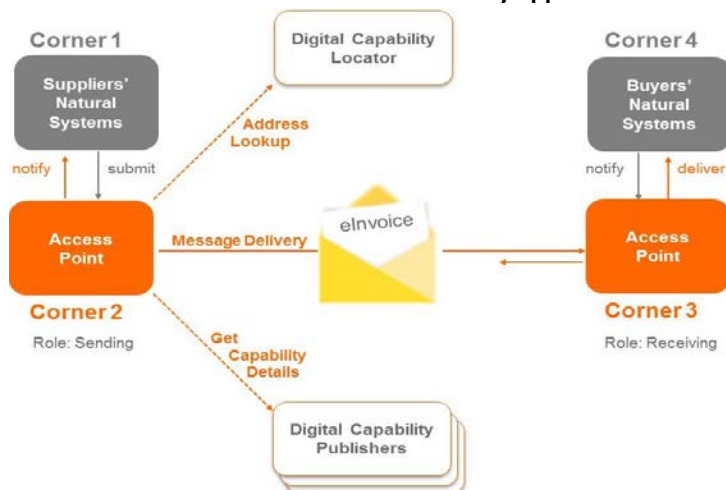 Corner 1
Suppliers'
Natural
Systems
notify
submit
Access
Point
Corner 2
Role: Sending
Digital Capability
Locator
Address
Lookup
Message Delivery
eInvoice
Get
Capability
Details
Digital Capability
Publishers
Corner 4
Buyers'
Natural
Systems
notify
deliver
Access
Point
Corner 3
Role: Receiving